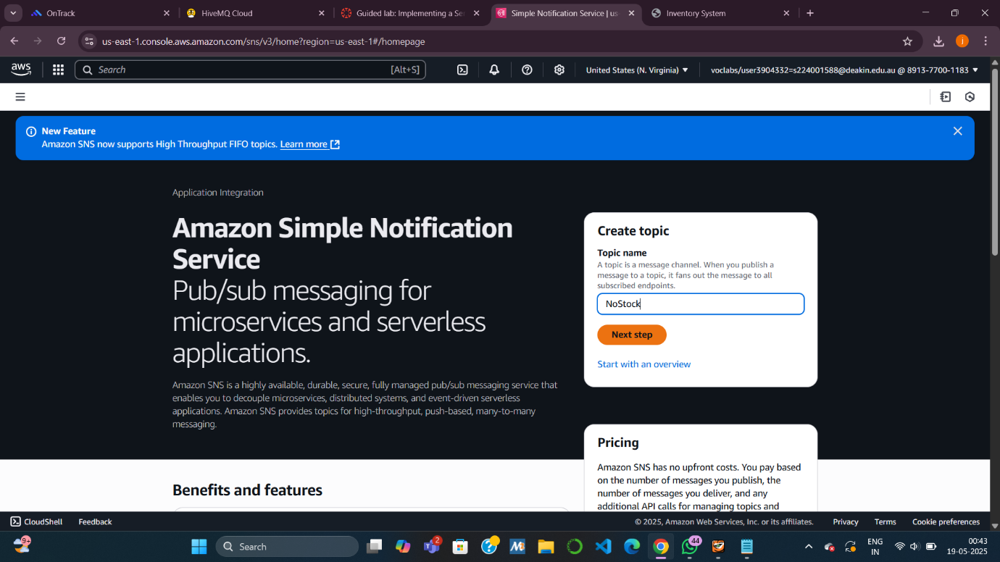 OnTrack
HiveMQ Cloud
Guided lab: Implementing a Se
Simple Notification Service | us-
Inventory System
us-east-1.console.aws.amazon.com/sns/v3/home?region=us-east-1#/homepage
j
aws
Search
[Alt+S]
United States (N. Virginia)
voclabs/user3904332=s224001588@deakin.edu.au @ 8913-7700-1183
New Feature
Amazon SNS now supports High Throughput FIFO topics. Learn more
Application Integration
Amazon Simple Notification
Service
Pub/sub messaging for
microservices and serverless
applications.
Amazon SNS is a highly available, durable, secure, fully managed pub/sub messaging service that
enables you to decouple microservices, distributed systems, and event-driven serverless
applications. Amazon SNS provides topics for high-throughput, push-based, many-to-many
messaging.
Create topic
Topic name
A topic is a message channel. When you publish a
message to a topic, it fans out the message to all
subscribed endpoints.
NoStock
Next step
Start with an overview
Pricing
Amazon SNS has no upfront costs. You pay based
on the number of messages you publish, the
number of messages you deliver, and any
additional API calls for managing topics and
Benefits and features
CloudShell
Feedback
© 2025, Amazon Web Services, Inc. or its affiliates.
Privacy
Terms
Cookie preferences
9+
Search
2
44
ENG
IN
00:43
19-05-2025